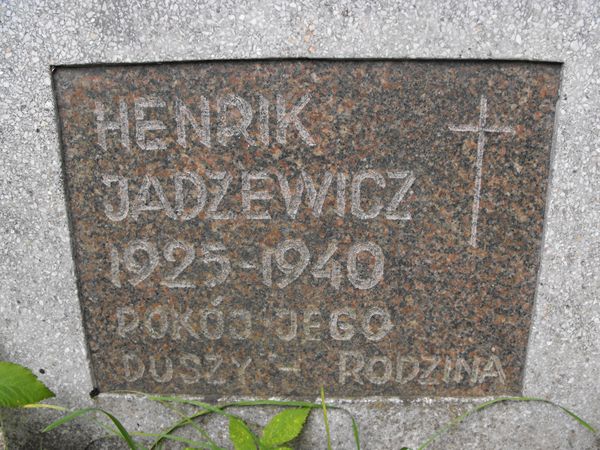 HENRIK
JADZEWICZ
1925-1940
POKÓJ JEGO
DUSZY. - RODZINA